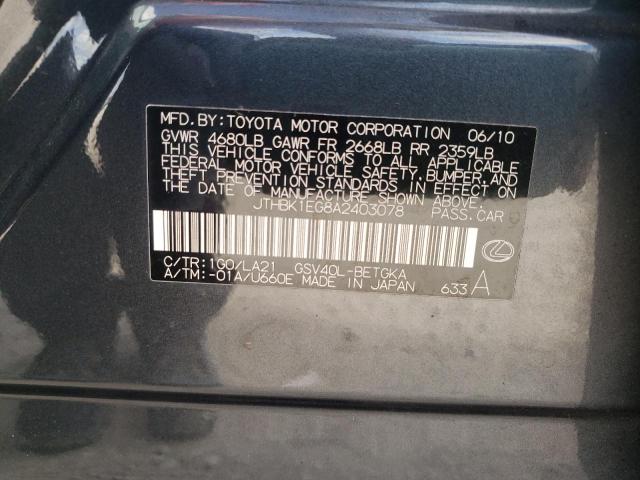 MFD.BY:TOYOTA MOTOR CORPORATION 06/10
GVWR 4680LB GAWR FR 2668LB RR 2359LB
THIS VEHICLE CONFORMS TO ALL APPLICABLE
FEDERAL MOTOR VEHICLE SAFETY, BUMPER, AND
THEFT PREVENTION STANDARDS IN EFFECT ON
THE DATE OF MANUFACTURE SHOWN ABOVE.
JTHBK1EG8A2403078 PASS.CAR
C/TR:1G0/LA21 GSV40L-BETGKA
A/TM:-01A/U660E MADE IN JAPAN 633 A